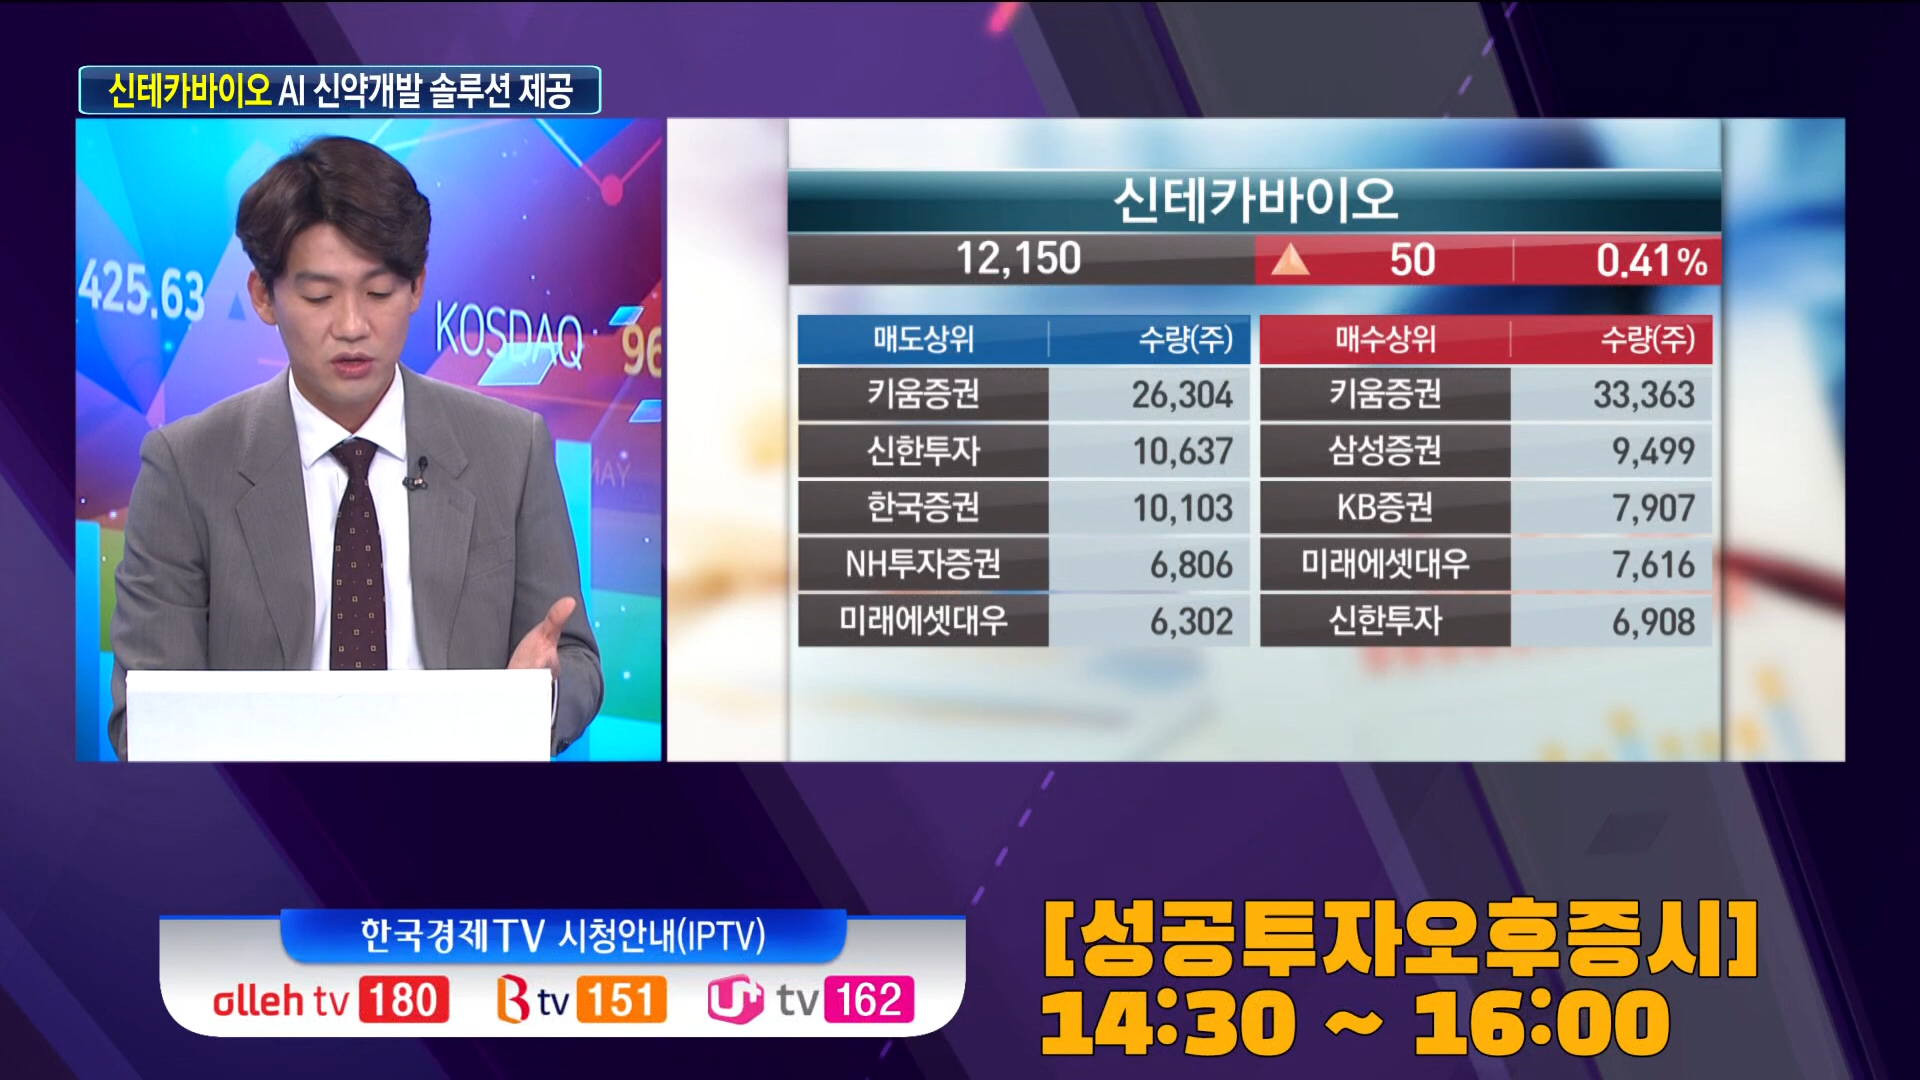 신테카바이오 AI 신약개발 솔루션 제공
425.63
KOSDAQ
96
MAY
신테카바이오
12,150 ▲ 50 0.41%
매도상위 수량(주) 매수상위 수량(주)
키움증권 26,304 키움증권 33,363
신한투자 10,637 삼성증권 9,499
한국증권 10,103 KB증권 7,907
NH투자증권 6,806 미래에셋대우 7,616
미래에셋대우 6,302 신한투자 6,908
한국경제TV 시청안내(IPTV)
olleh tv 180 B tv 151 U+ tv 162
[성공투자오후증시]
14:30 ~ 16:00